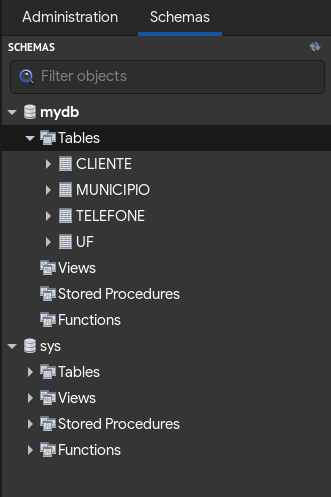 Administration Schemas
SCHEMAS
Filter objects
mydb
Tables
CLIENTE
MUNICIPIO
TELEFONE
UF
Views
Stored Procedures
Functions
sys
Tables
Views
Stored Procedures
Functions